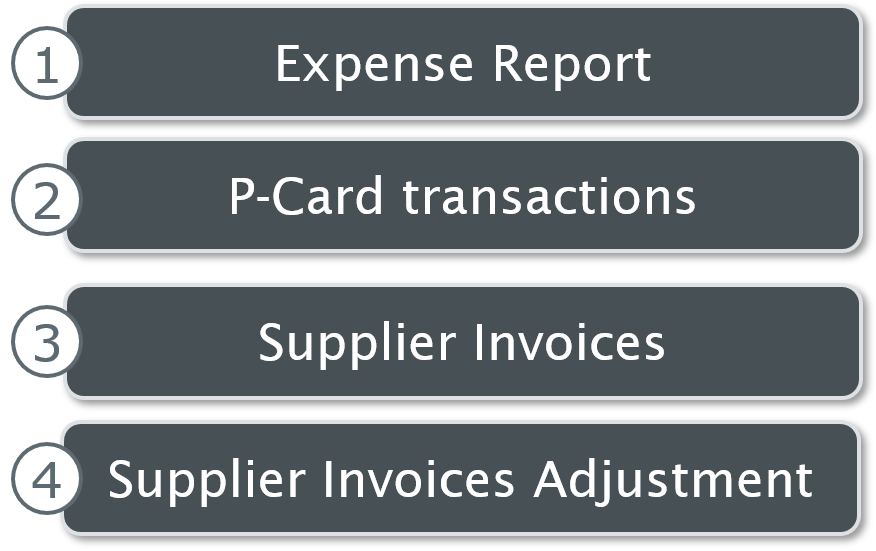 1 Expense Report
2 P-Card transactions
3 Supplier Invoices
4 Supplier Invoices Adjustment